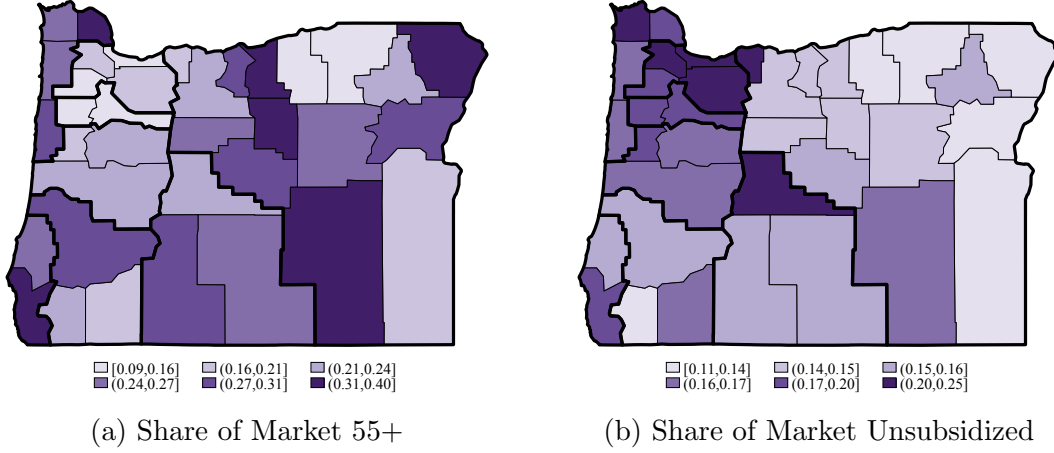 [0.09,0.16] (0.16,0.21] (0.21,0.24]
(0.24,0.27] (0.27,0.31] (0.31,0.40]
(a) Share of Market 55+
[0.11,0.14] (0.14,0.15] (0.15,0.16]
(0.16,0.17] (0.17,0.20] (0.20,0.25]
(b) Share of Market Unsubsidized